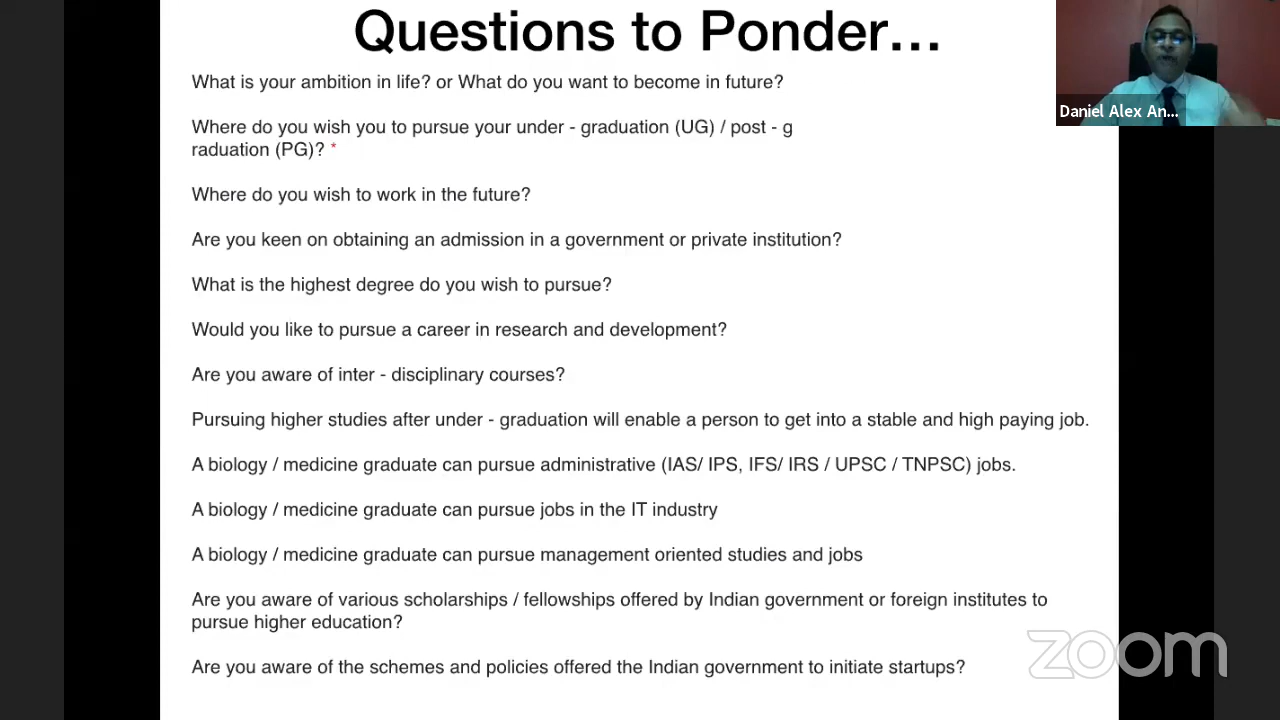 Questions to Ponder...
What is your ambition in life? or What do you want to become in future?
Where do you wish you to pursue your under - graduation (UG) / post - g
raduation (PG)? *
Where do you wish to work in the future?
Are you keen on obtaining an admission in a government or private institution?
What is the highest degree do you wish to pursue?
Would you like to pursue a career in research and development?
Are you aware of inter - disciplinary courses?
Pursuing higher studies after under - graduation will enable a person to get into a stable and high paying job.
A biology / medicine graduate can pursue administrative (IAS/ IPS, IFS/ IRS / UPSC / TNPSC) jobs.
A biology / medicine graduate can pursue jobs in the IT industry
A biology / medicine graduate can pursue management oriented studies and jobs
Are you aware of various scholarships / fellowships offered by Indian government or foreign institutes to
pursue higher education?
Are you aware of the schemes and policies offered the Indian government to initiate startups?
Daniel Alex An...
zoom